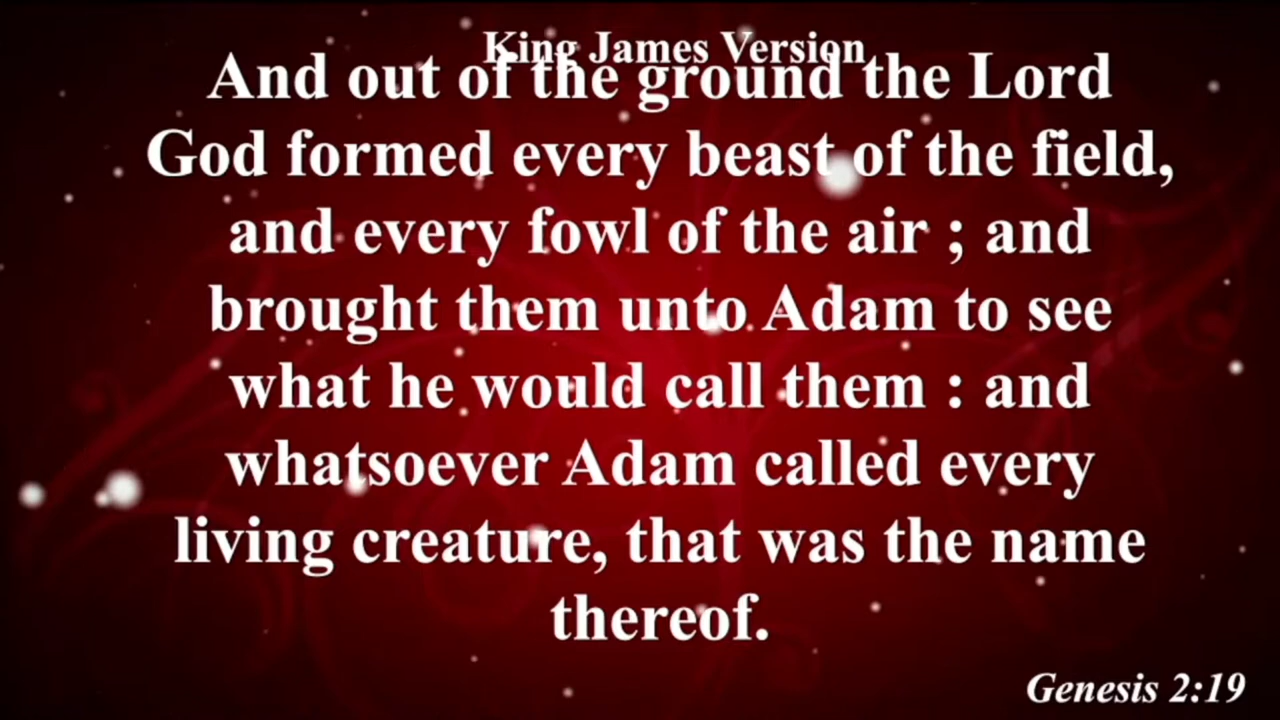 King James Version
And out of the ground the Lord
God formed every beast of the field,
and every fowl of the air ; and
brought them unto Adam to see
what he would call them : and
whatsoever Adam called every
living creature, that was the name
thereof.
Genesis 2:19